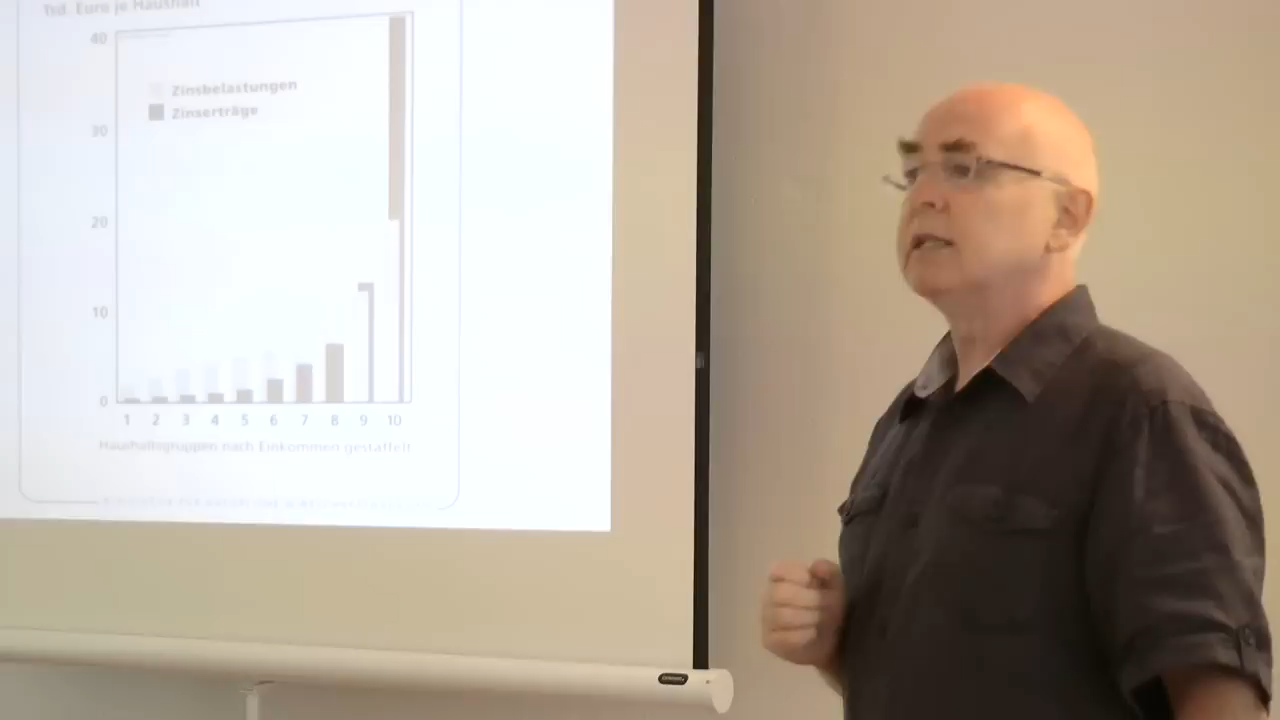 Trd. Euro je Haushalt
40
Zinsbelastungen
Zinserträge
30
20
10
0
1 2 3 4 5 6 7 8 9 10
Haushaltsgruppen nach Einkommen gestaffelt